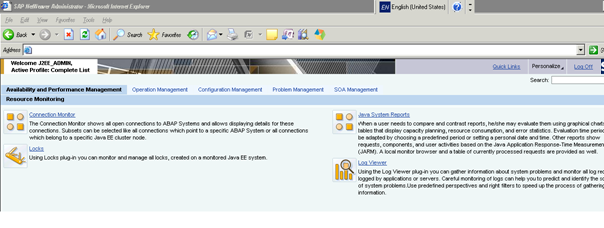 SAP NetWeaver Administrator - Microsoft Internet Explorer
EN English (United States)
File Edit View Favorites Tools Help
Back Search Favorites
Address
Welcome J2EE_ADMIN,
Active Profile: Complete List
Quick Links Personalize Log Off
Search:
Availability and Performance Management Operation Management Configuration Management Problem Management SOA Management
Resource Monitoring
Connection Monitor
The Connection Monitor shows all open connections to ABAP Systems and allows displaying details for these
connections. Subsets can be selected like all connections which point to a specific ABAP System or all connections
which belong to a specific Java EE cluster node.
Locks
Using Locks plug-in you can monitor and manage all locks, created on a monitored Java EE system.
Java System Reports
When a user needs to compare and contrast reports, he/she may evaluate them using graphical charts
tables that display capacity planning, resource consumption, and error statistics. Evaluation time period
be adapted by choosing a predefined period or setting a personal date and time. Other reports show
requests, components, and user activities based on the Java Application Response-Time Measurement
(JARM). A local monitor browser and a table of currently processed requests are provided as well.
Log Viewer
Using the Log Viewer plug-in you can gather information about system problems and monitor all log rec
logged by applications or servers. Careful monitoring of logs can help you to predict and identify the so
of system problems.Use predefined perspectives and right filters to speed up the process of gathering
information.